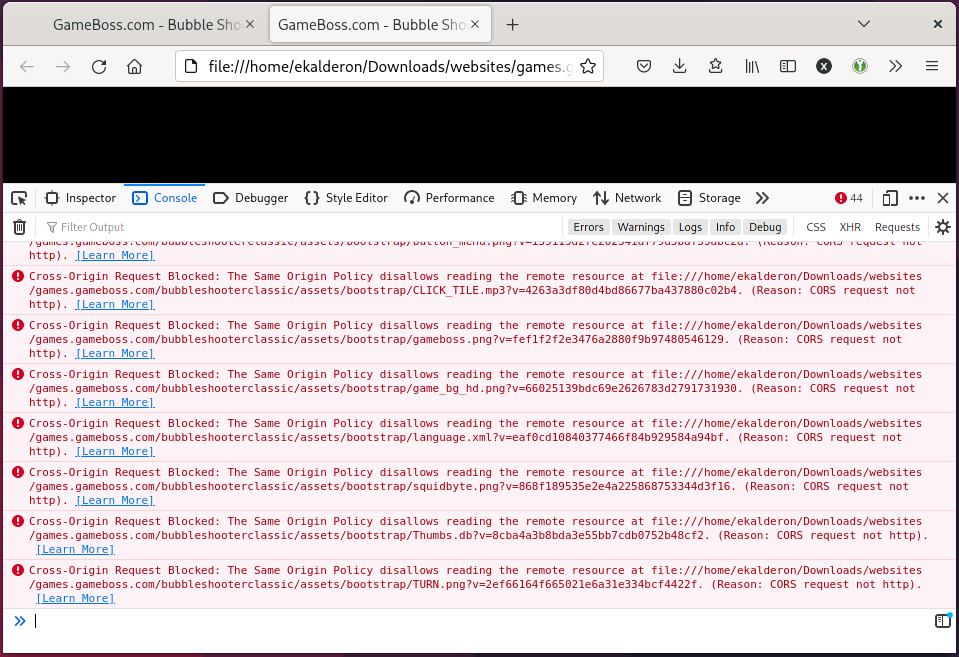 GameBoss.com - Bubble Sho
GameBoss.com - Bubble Sho
file:///home/ekalderon/Downloads/websites/games.g
Inspector
Console
Debugger
Style Editor
Performance
Memory
Network
Storage
44
Filter Output
Errors
Warnings
Logs
Info
Debug
CSS
XHR
Requests
http). [Learn More]
Cross-Origin Request Blocked: The Same Origin Policy disallows reading the remote resource at file:///home/ekalderon/Downloads/websites
/games.gameboss.com/bubbleshooterclassic/assets/bootstrap/CLICK_TILE.mp3?v=4263a3df80d4bd86677ba437880c02b4. (Reason: CORS request not
http). [Learn More]
Cross-Origin Request Blocked: The Same Origin Policy disallows reading the remote resource at file:///home/ekalderon/Downloads/websites
/games.gameboss.com/bubbleshooterclassic/assets/bootstrap/gameboss.png?v=fef1f2f2e3476a2880f9b97480546129. (Reason: CORS request not
http). [Learn More]
Cross-Origin Request Blocked: The Same Origin Policy disallows reading the remote resource at file:///home/ekalderon/Downloads/websites
/games.gameboss.com/bubbleshooterclassic/assets/bootstrap/game_bg_hd.png?v=66025139bdc69e2626783d2791731930. (Reason: CORS request not
http). [Learn More]
Cross-Origin Request Blocked: The Same Origin Policy disallows reading the remote resource at file:///home/ekalderon/Downloads/websites
/games.gameboss.com/bubbleshooterclassic/assets/bootstrap/language.xml?v=eaf0cd10840377466f84b929584a94bf. (Reason: CORS request not
http). [Learn More]
Cross-Origin Request Blocked: The Same Origin Policy disallows reading the remote resource at file:///home/ekalderon/Downloads/websites
/games.gameboss.com/bubbleshooterclassic/assets/bootstrap/squidbyte.png?v=868f189535e2e4a225868753344d3f16. (Reason: CORS request not
http). [Learn More]
Cross-Origin Request Blocked: The Same Origin Policy disallows reading the remote resource at file:///home/ekalderon/Downloads/websites
/games.gameboss.com/bubbleshooterclassic/assets/bootstrap/Thumbs.db?v=8cba4a3b8bda3e55bb7cdb0752b48cf2. (Reason: CORS request not http).
[Learn More]
Cross-Origin Request Blocked: The Same Origin Policy disallows reading the remote resource at file:///home/ekalderon/Downloads/websites
/games.gameboss.com/bubbleshooterclassic/assets/bootstrap/TURN.png?v=2ef66164f665021e6a31e334bcf4422f. (Reason: CORS request not http).
[Learn More]